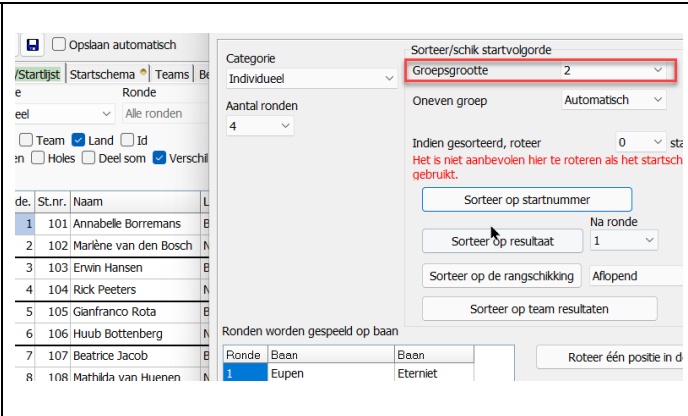 Opslaan automatisch
/Startlijst Startschema Teams Be
e Ronde
eel Alle ronden
Team Land Id
en Holes Deel som Verschil
de. St.nr. Naam L
1 101 Annabelle Borremans B
2 102 Marlène van den Bosch N
3 103 Erwin Hansen B
4 104 Rick Peeters N
5 105 Gianfranco Rota B
6 106 Huub Bottenberg N
7 107 Beatrice Jacob B
8 108 Mathilda van Huenen N
Categorie
Individueel
Aantal ronden
4
Sorteer/schik startvolgorde
Groepsgrootte 2
Oneven groep Automatisch
Indien gesorteerd, roteer 0 sta
Het is niet aanbevolen hier te roteren als het startsch
gebruikt.
Sorteer op startnummer
Na ronde
Sorteer op resultaat 1
Sorteer op de rangschikking Aflopend
Sorteer op team resultaten
Ronden worden gespeeld op baan
Ronde Baan Baan
1 Eupen Eterniet
Roteer één positie in de